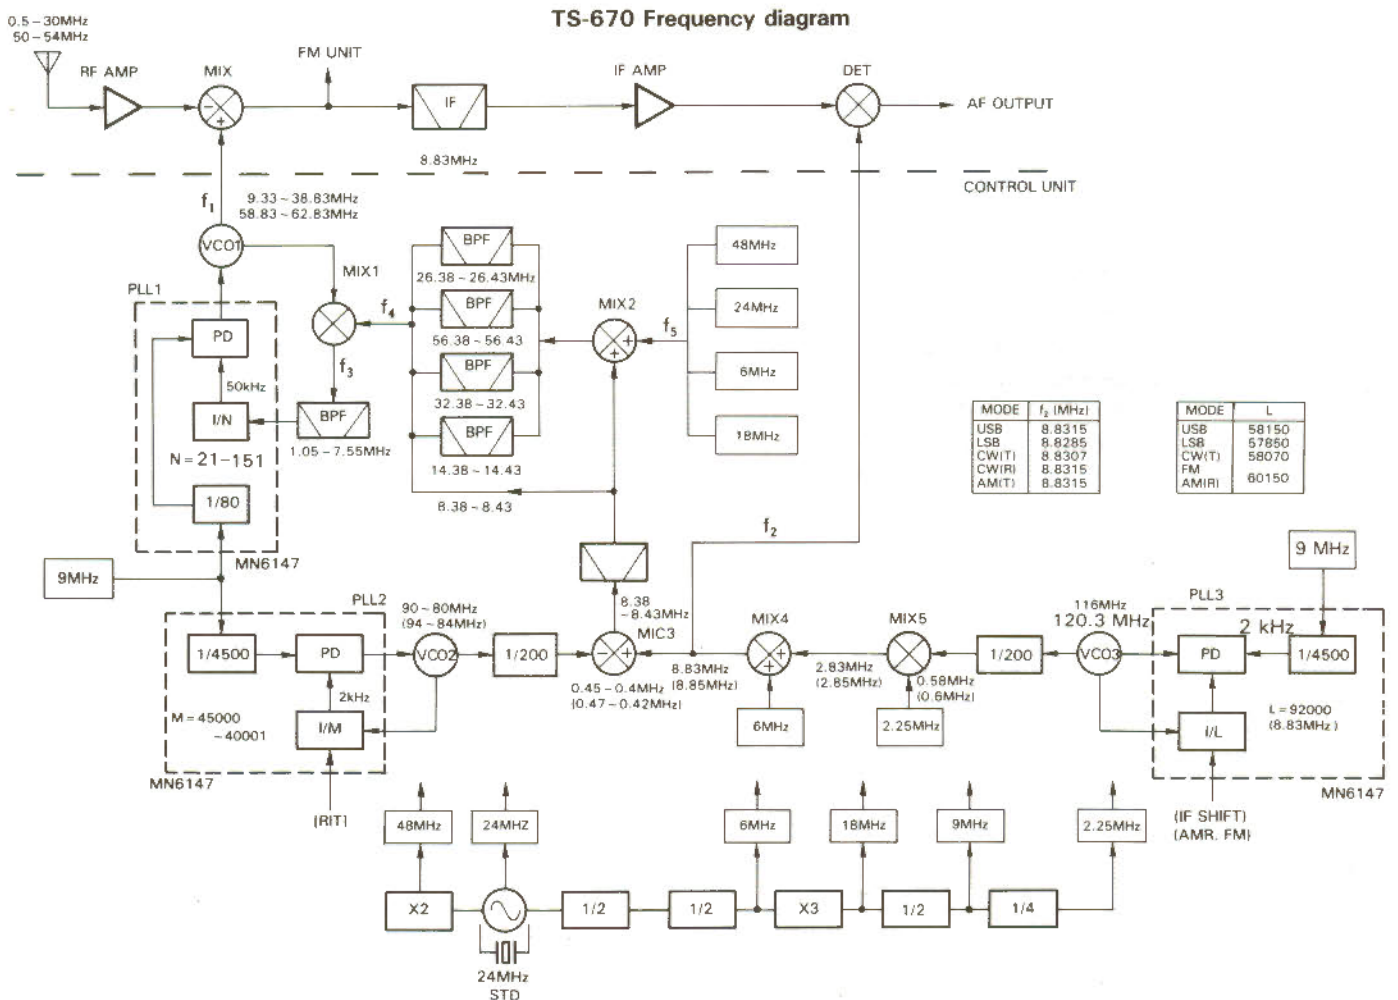 TS-670 Frequency diagram
0.5–30MHz
50–54MHz
RF AMP
MIX
FM UNIT
IF
IF AMP
DET
AF OUTPUT
8.83MHz
CONTROL UNIT
f₁
9.33~38.83MHz
58.83~62.83MHz
VCO1
MIX1
PLL1
PD
50kHz
I/N
N=21–151
1/80
MN6147
f₃
BPF
1.05–7.55MHz
f₄
BPF
26.38~26.43MHz
BPF
56.38~56.43
BPF
32.38~32.43
BPF
14.38~14.43
8.38~8.43
MIX2
f₅
48MHz
24MHz
6MHz
18MHz
MODE f₂ (MHz)
USB 8.8315
LSB 8.8285
CW(T) 8.8307
CW(R) 8.8315
AM(T) 8.8315
MODE L
USB 58150
LSB 57850
CW(T) 58070
FM
AM(R) 60150
f₂
9MHz
PLL2
1/4500
PD
2kHz
M=45000
~40001
I/M
MN6147
(RIT)
90~80MHz
(94~84MHz)
VCO2
1/200
0.45–0.4MHz
(0.47~0.42MHz)
8.38
~8.43MHz
MIC3
8.83MHz
(8.85MHz)
MIX4
6MHz
2.83MHz
(2.85MHz)
MIX5
0.58MHz
(0.6MHz)
2.25MHz
1/200
116MHz
120.3 MHz
VCO3
9 MHz
PLL3
2 kHz
PD
1/4500
L=92000
(8.83MHz)
I/L
MN6147
(IF SHIFT)
(AMR. FM)
48MHz
24MHZ
6MHz
18MHz
9MHz
2.25MHz
X2
1/2
1/2
X3
1/2
1/4
24MHz
STD